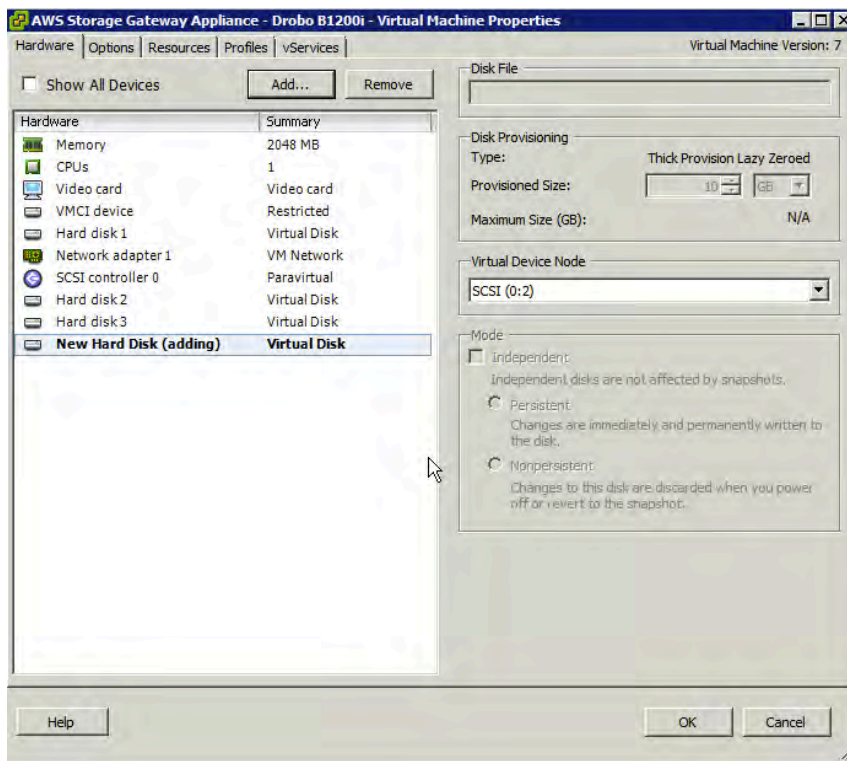 AWS Storage Gateway Appliance - Drobo B1200i - Virtual Machine Properties
Hardware Options Resources Profiles vServices Virtual Machine Version: 7
Show All Devices Add... Remove
Hardware Summary
Memory 2048 MB
CPUs 1
Video card Video card
VMCI device Restricted
Hard disk 1 Virtual Disk
Network adapter 1 VM Network
SCSI controller 0 Paravirtual
Hard disk 2 Virtual Disk
Hard disk 3 Virtual Disk
New Hard Disk (adding) Virtual Disk
Disk File
Disk Provisioning
Type: Thick Provision Lazy Zeroed
Provisioned Size: 10 GB
Maximum Size (GB): N/A
Virtual Device Node
SCSI (0:2)
Mode
Independent
Independent disks are not affected by snapshots.
Persistent
Changes are immediately and permanently written to
the disk.
Nonpersistent
Changes to this disk are discarded when you power
off or revert to the snapshot.
Help OK Cancel